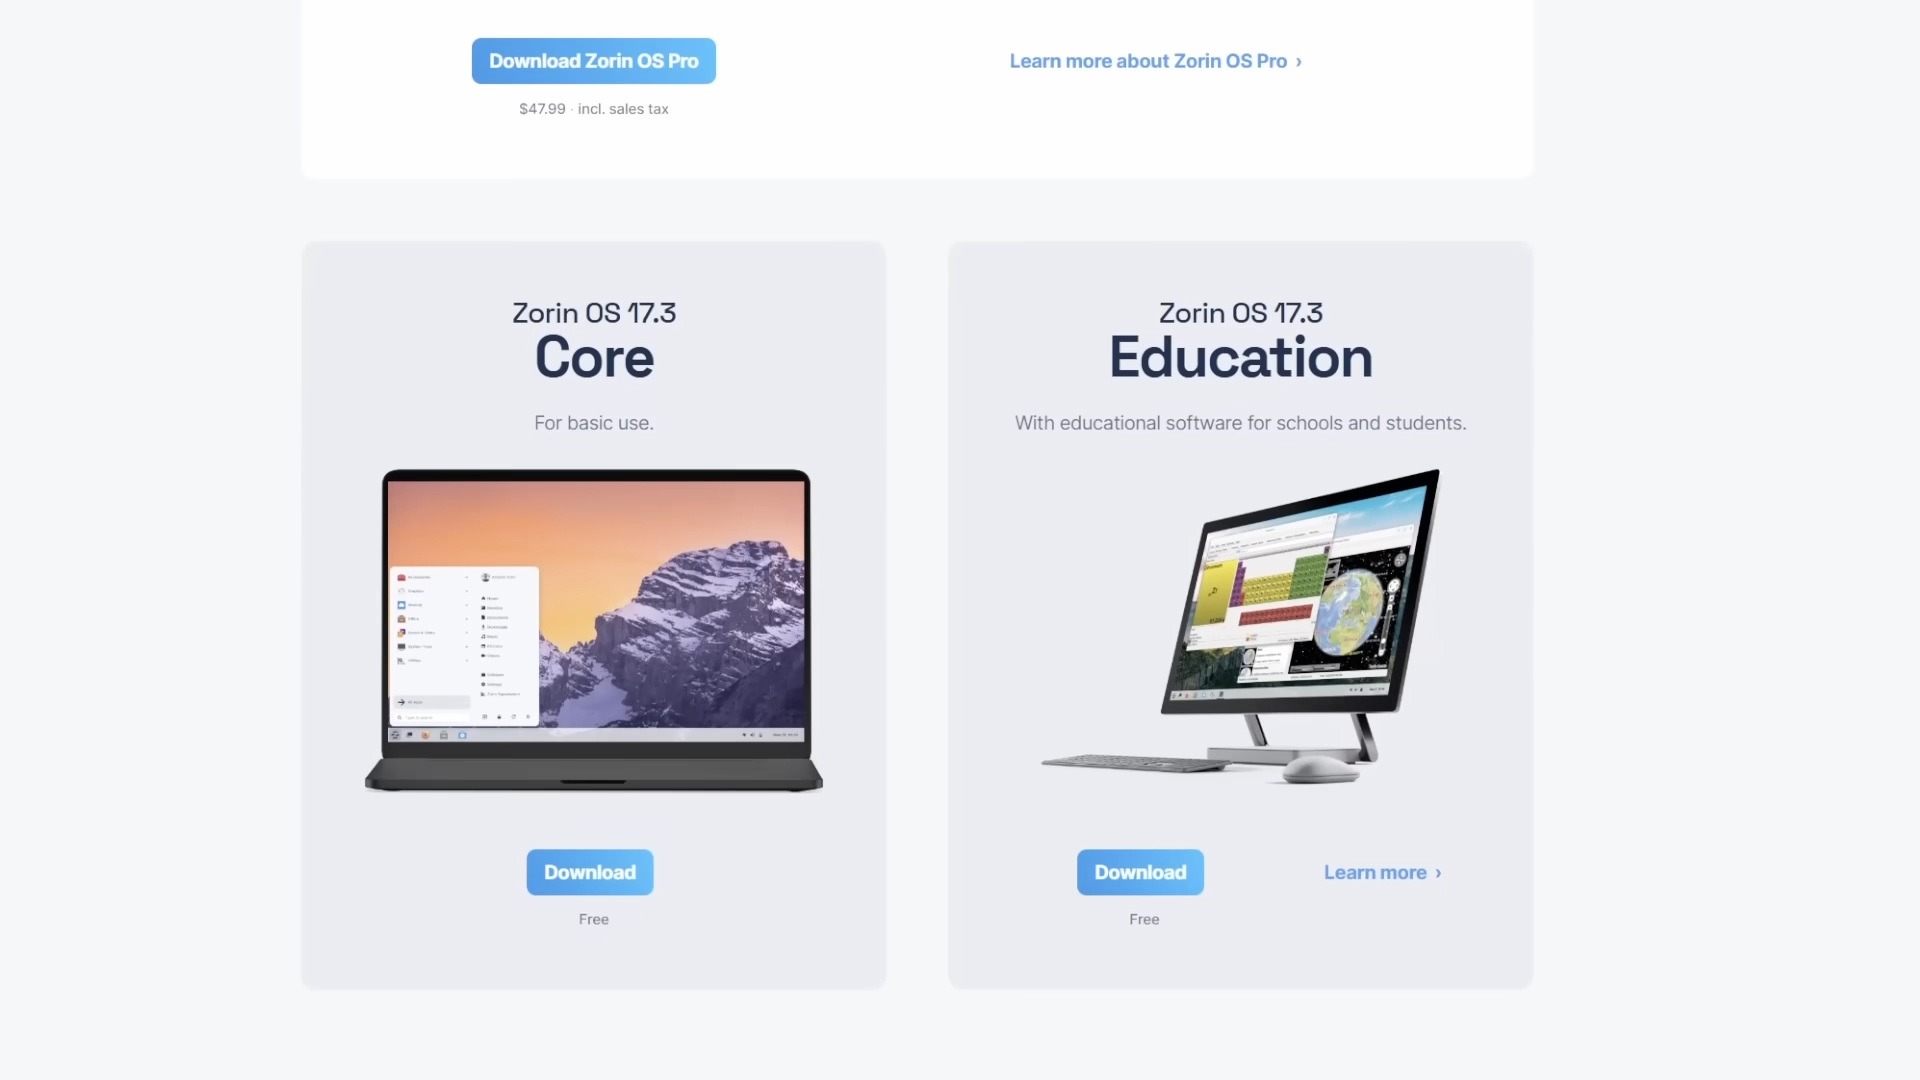 Download Zorin OS Pro
Learn more about Zorin OS Pro ›
$47.99 · incl. sales tax
Zorin OS 17.3
Core
For basic use.
Download
Free
Zorin OS 17.3
Education
With educational software for schools and students.
Download
Free
Learn more ›